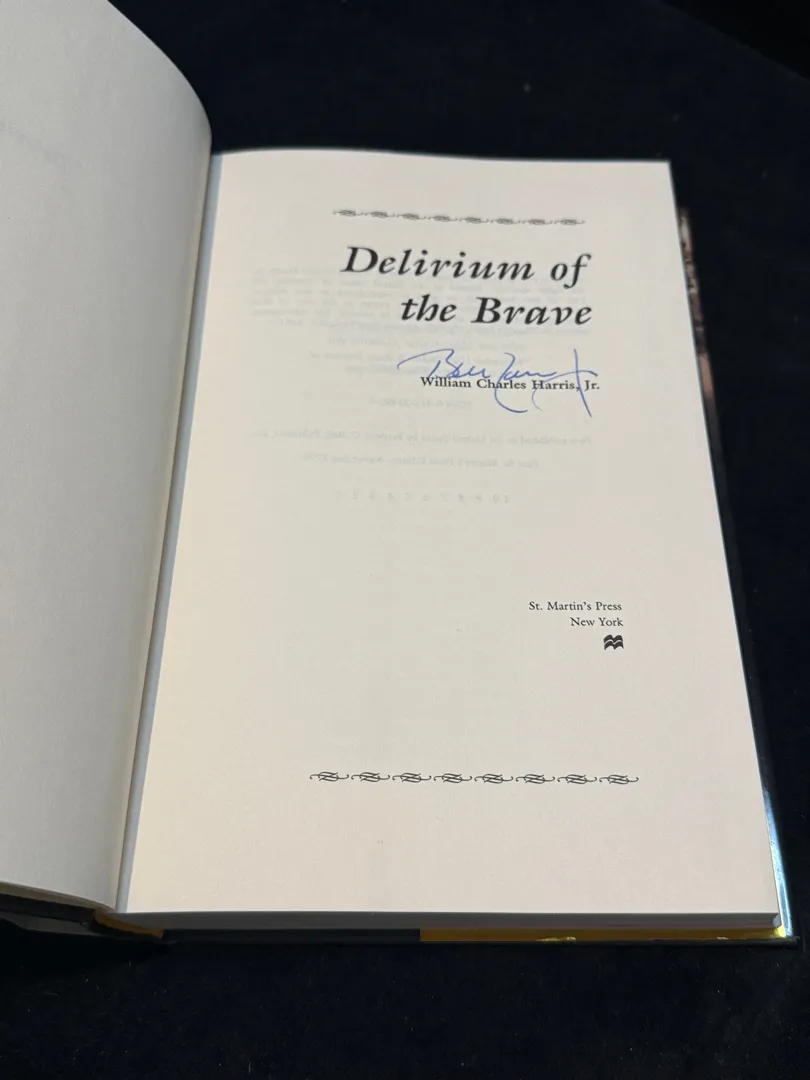 Delirium of
the Brave
William Charles Harris, Jr.
St. Martin's Press
New York